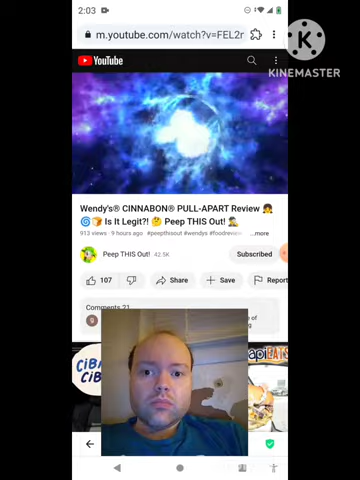 2:03
m.youtube.com/watch?v=FEL2r
KINEMASTER
YouTube
Wendy's® CINNABON® PULL-APART Review 👧
🌀🍞 Is It Legit?! 🤔 Peep THIS Out! 🕵️
913 views · 9 hours ago #peepthisout #wendys #foodreview ...more
Peep THIS Out! 42.5K
Subscribed
107
Share
Save
Report
Comments 21